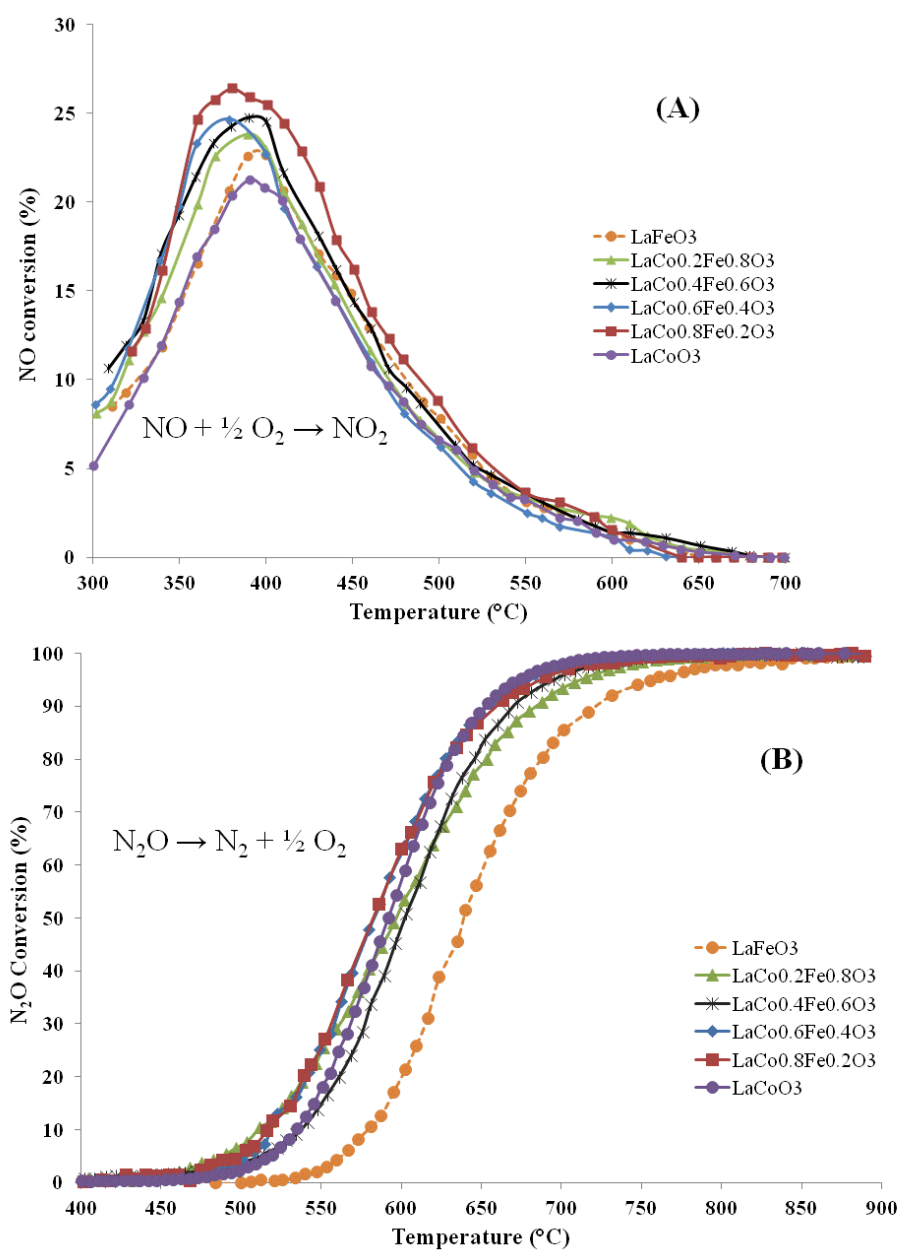 30
25
20
15
10
5
0
NO conversion (%)
(A)
LaFeO3
LaCo0.2Fe0.8O3
LaCo0.4Fe0.6O3
LaCo0.6Fe0.4O3
LaCo0.8Fe0.2O3
LaCoO3
NO + ½ O₂ → NO₂
300 350 400 450 500 550 600 650 700
Temperature (°C)
100
90
80
70
60
50
40
30
20
10
0
N₂O Conversion (%)
(B)
N₂O → N₂ + ½ O₂
LaFeO3
LaCo0.2Fe0.8O3
LaCo0.4Fe0.6O3
LaCo0.6Fe0.4O3
LaCo0.8Fe0.2O3
LaCoO3
400 450 500 550 600 650 700 750 800 850 900
Temperature (°C)